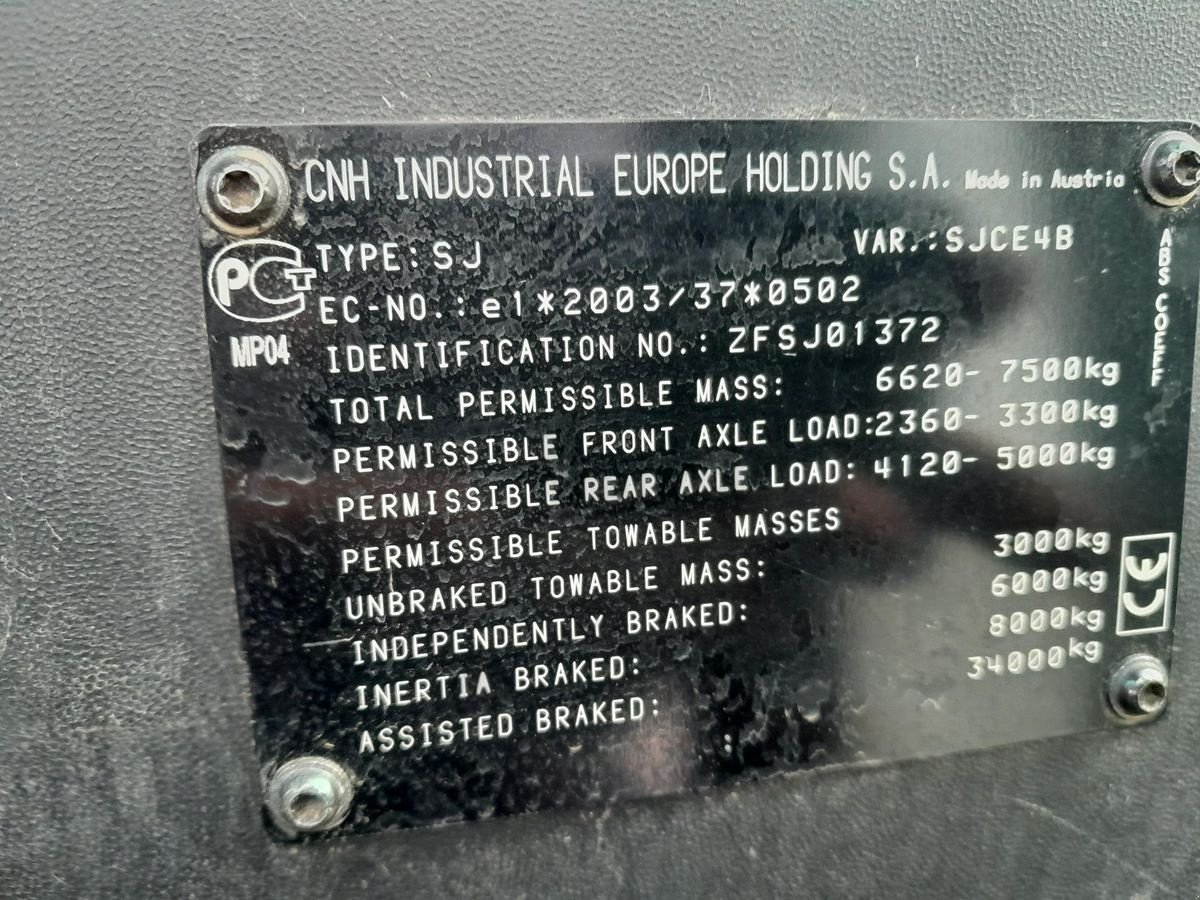 CNH INDUSTRIAL EUROPE HOLDING S.A. Made in Austria
TYPE: SJ VAR.: SJCE4B
EC-NO.: e1*2003/37*0502
IDENTIFICATION NO.: ZFSJ01372
TOTAL PERMISSIBLE MASS: 6620- 7500kg
PERMISSIBLE FRONT AXLE LOAD: 2360- 3300kg
PERMISSIBLE REAR AXLE LOAD: 4120- 5000kg
PERMISSIBLE TOWABLE MASSES
UNBRAKED TOWABLE MASS: 3000kg
INDEPENDENTLY BRAKED: 6000kg
INERTIA BRAKED: 8000kg
ASSISTED BRAKED: 34000kg
:
РСТ
MP04
ABS COEFF
CE